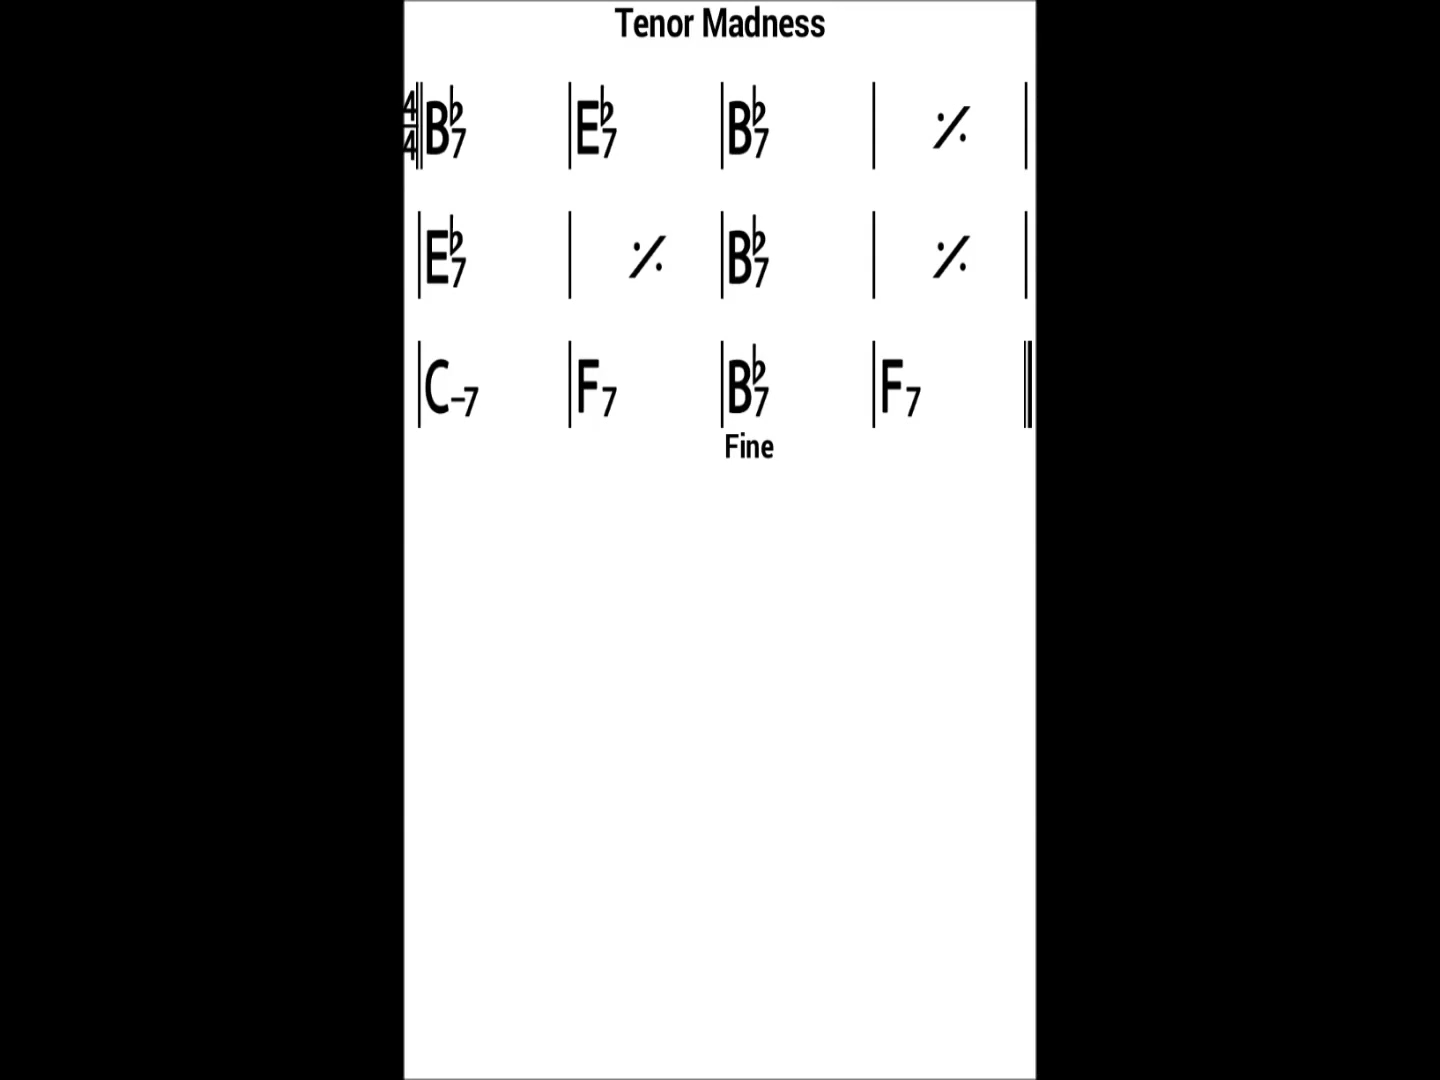 Tenor Madness
4/4 B♭7 | E♭7 | B♭7 | 𝄎 |
E♭7 | 𝄎 | B♭7 | 𝄎 |
C–7 | F7 | B♭7 | F7
Fine